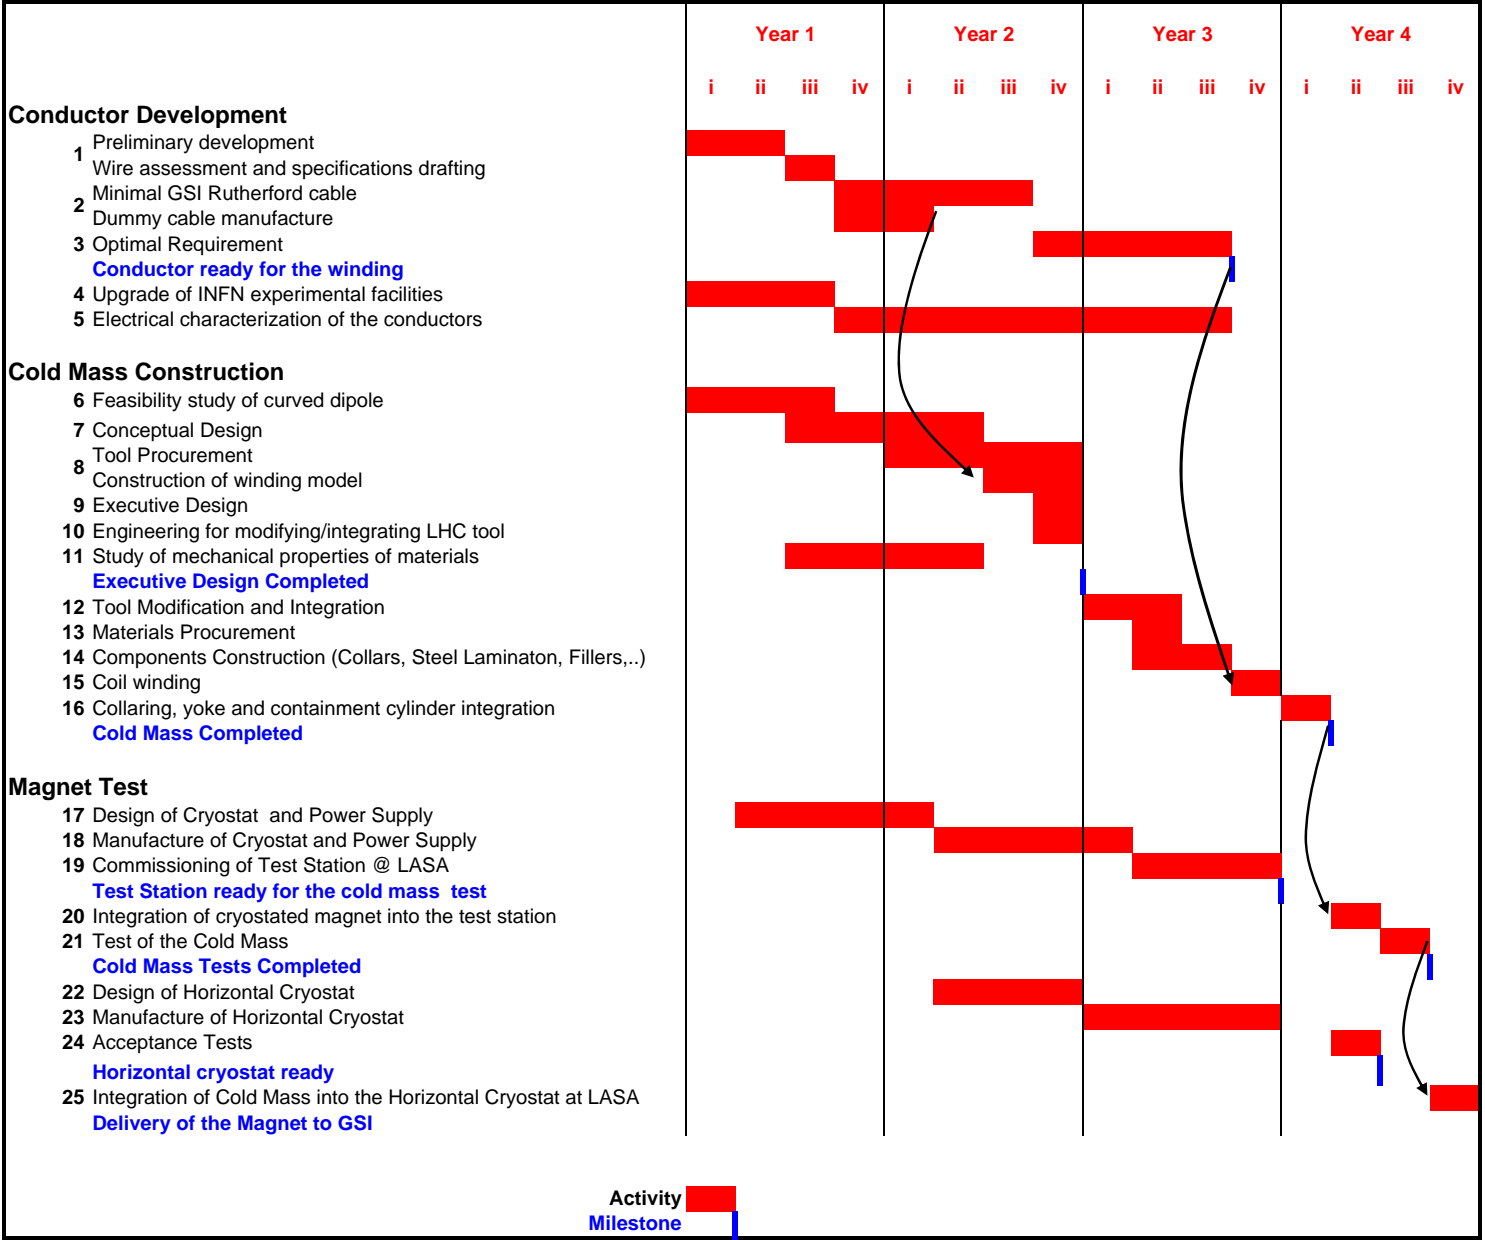 Year 1 Year 2 Year 3 Year 4
i ii iii iv i ii iii iv i ii iii iv i ii iii iv
Conductor Development
1 Preliminary development
Wire assessment and specifications drafting
2 Minimal GSI Rutherford cable
Dummy cable manufacture
3 Optimal Requirement
Conductor ready for the winding
4 Upgrade of INFN experimental facilities
5 Electrical characterization of the conductors
Cold Mass Construction
6 Feasibility study of curved dipole
7 Conceptual Design
8 Tool Procurement
Construction of winding model
9 Executive Design
10 Engineering for modifying/integrating LHC tool
11 Study of mechanical properties of materials
Executive Design Completed
12 Tool Modification and Integration
13 Materials Procurement
14 Components Construction (Collars, Steel Laminaton, Fillers,..)
15 Coil winding
16 Collaring, yoke and containment cylinder integration
Cold Mass Completed
Magnet Test
17 Design of Cryostat and Power Supply
18 Manufacture of Cryostat and Power Supply
19 Commissioning of Test Station @ LASA
Test Station ready for the cold mass test
20 Integration of cryostated magnet into the test station
21 Test of the Cold Mass
Cold Mass Tests Completed
22 Design of Horizontal Cryostat
23 Manufacture of Horizontal Cryostat
24 Acceptance Tests
Horizontal cryostat ready
25 Integration of Cold Mass into the Horizontal Cryostat at LASA
Delivery of the Magnet to GSI
Activity
Milestone